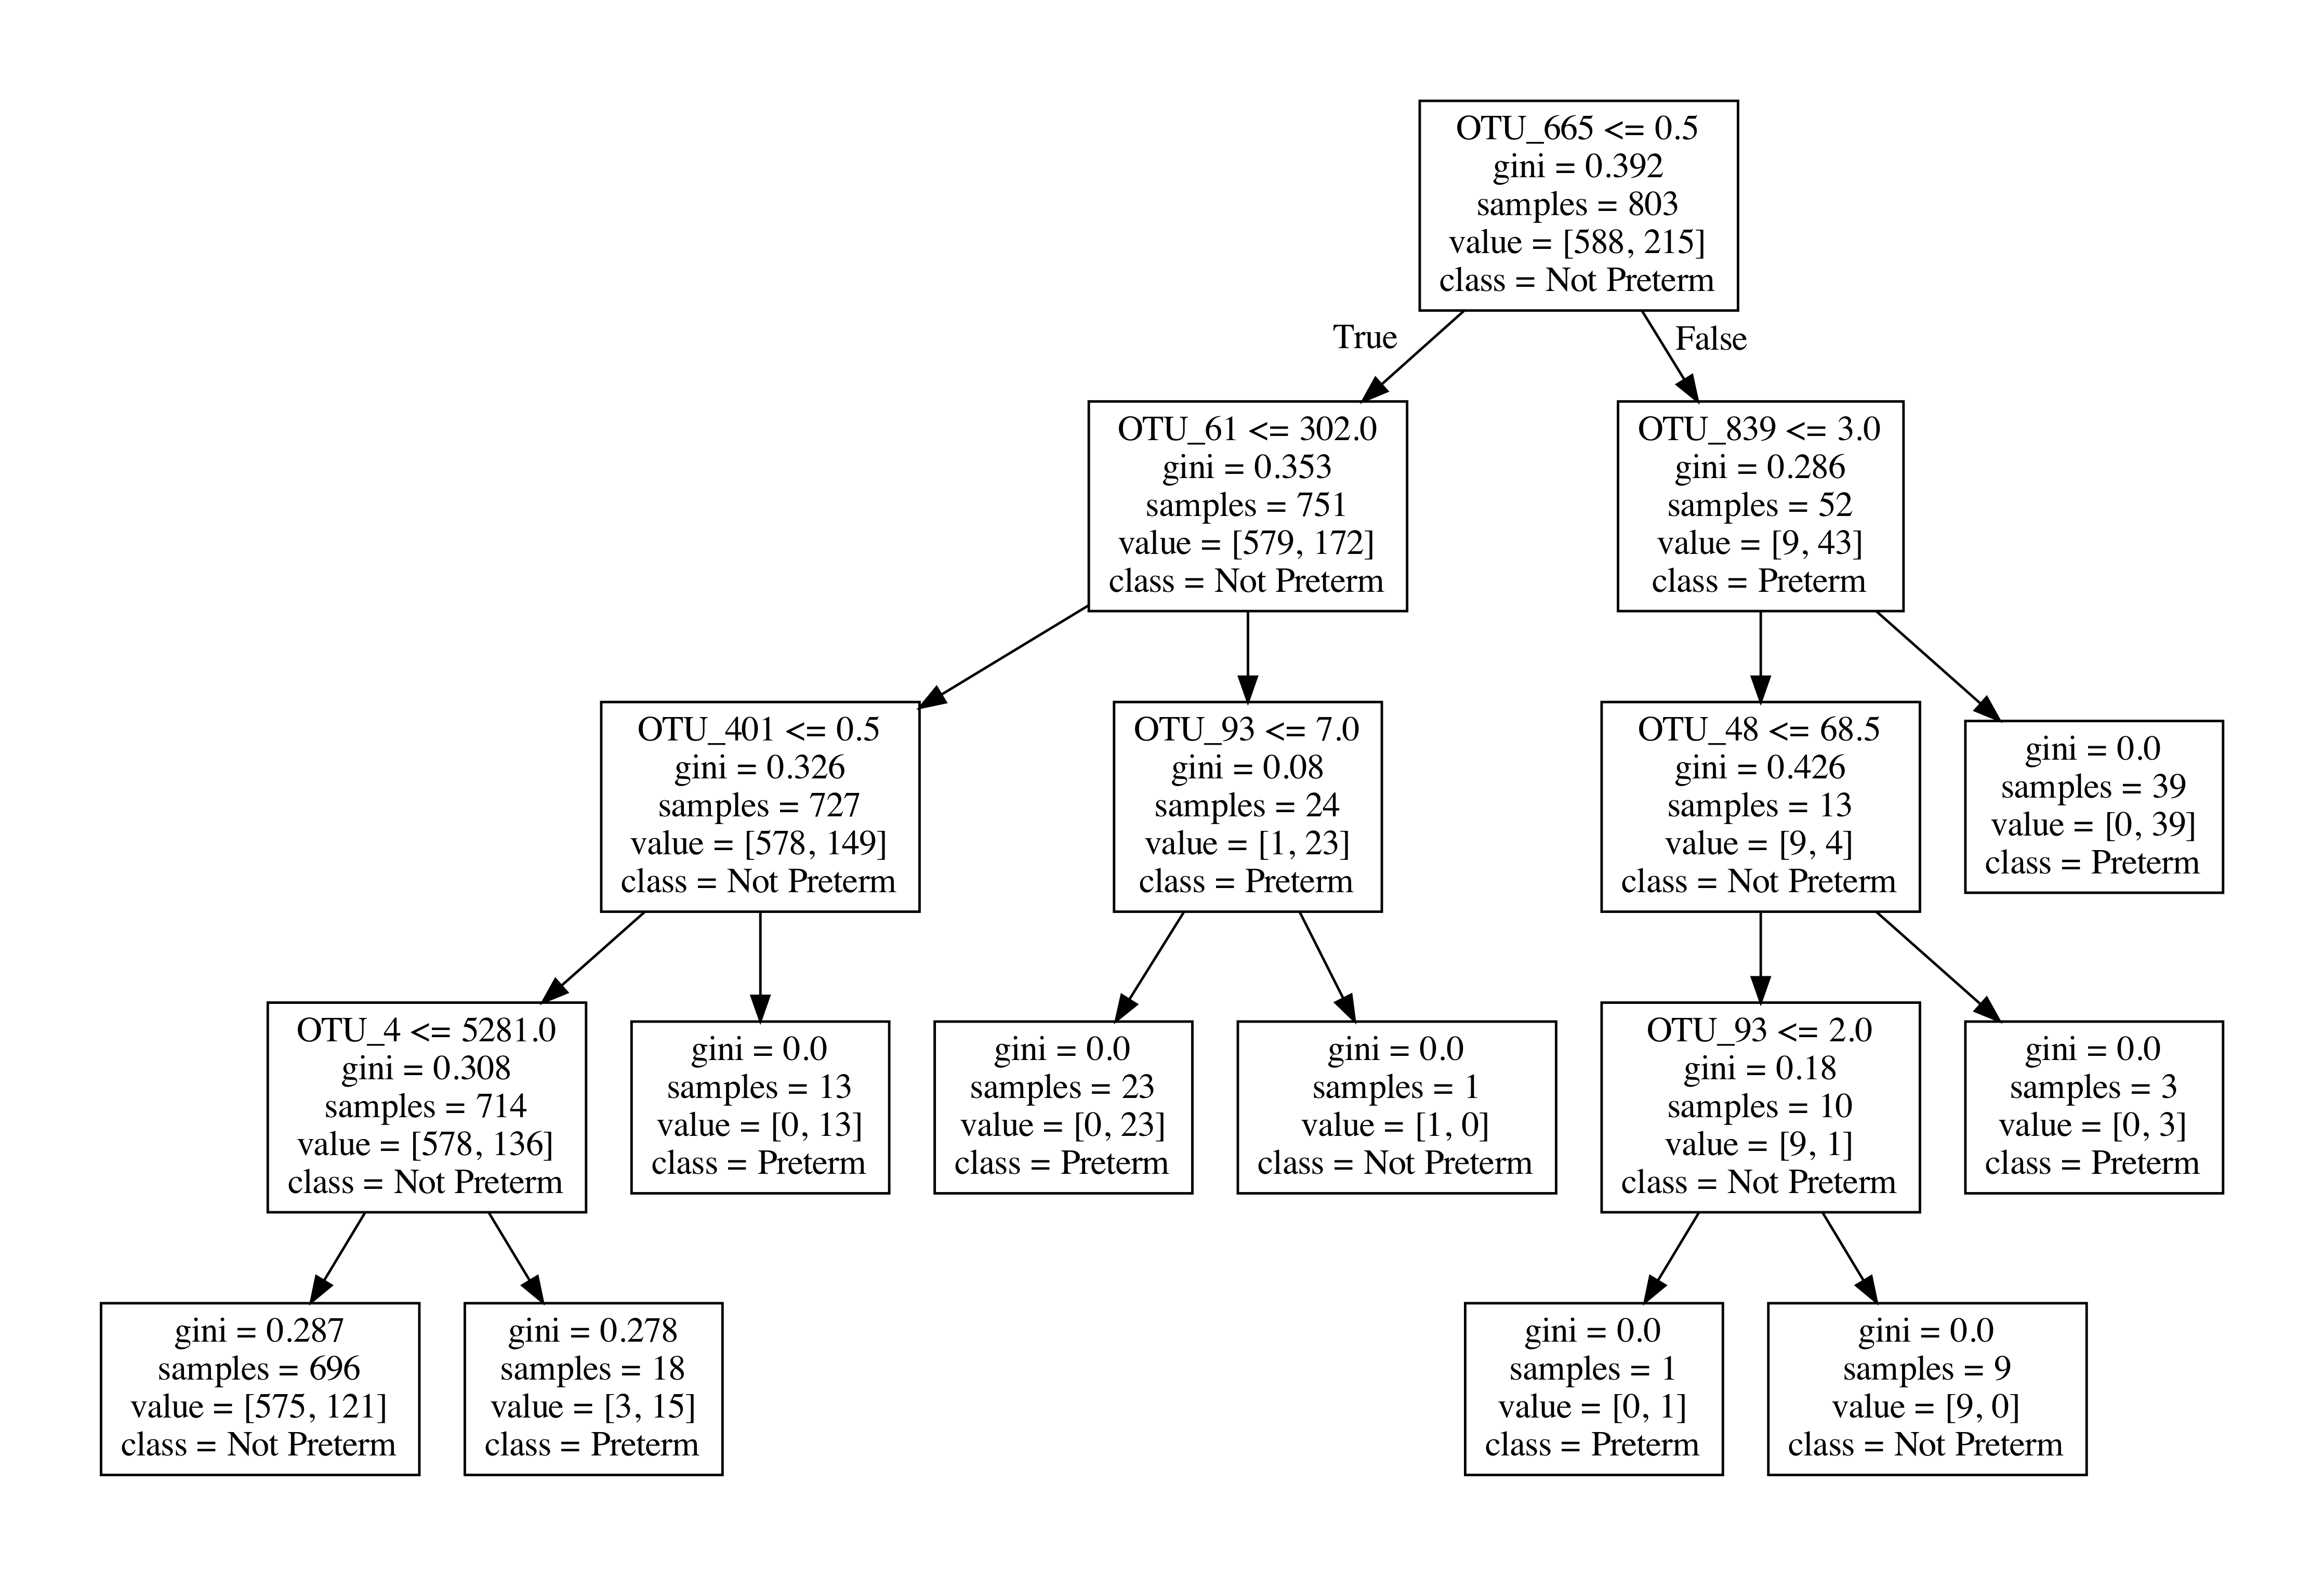 OTU_665 <= 0.5
gini = 0.392
samples = 803
value = [588, 215]
class = Not Preterm
True
False
OTU_61 <= 302.0
gini = 0.353
samples = 751
value = [579, 172]
class = Not Preterm
OTU_839 <= 3.0
gini = 0.286
samples = 52
value = [9, 43]
class = Preterm
OTU_401 <= 0.5
gini = 0.326
samples = 727
value = [578, 149]
class = Not Preterm
OTU_93 <= 7.0
gini = 0.08
samples = 24
value = [1, 23]
class = Preterm
OTU_48 <= 68.5
gini = 0.426
samples = 13
value = [9, 4]
class = Not Preterm
gini = 0.0
samples = 39
value = [0, 39]
class = Preterm
OTU_4 <= 5281.0
gini = 0.308
samples = 714
value = [578, 136]
class = Not Preterm
gini = 0.0
samples = 13
value = [0, 13]
class = Preterm
gini = 0.0
samples = 23
value = [0, 23]
class = Preterm
gini = 0.0
samples = 1
value = [1, 0]
class = Not Preterm
OTU_93 <= 2.0
gini = 0.18
samples = 10
value = [9, 1]
class = Not Preterm
gini = 0.0
samples = 3
value = [0, 3]
class = Preterm
gini = 0.287
samples = 696
value = [575, 121]
class = Not Preterm
gini = 0.278
samples = 18
value = [3, 15]
class = Preterm
gini = 0.0
samples = 1
value = [0, 1]
class = Preterm
gini = 0.0
samples = 9
value = [9, 0]
class = Not Preterm